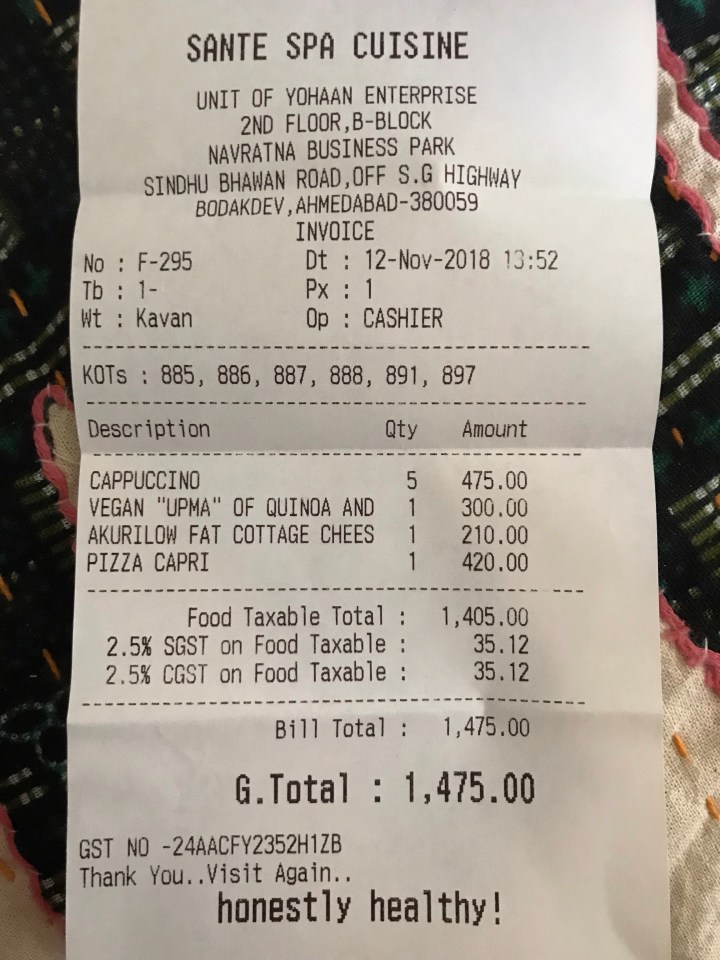 SANTE SPA CUISINE
UNIT OF YOHAAN ENTERPRISE
2ND FLOOR,B-BLOCK
NAVRATNA BUSINESS PARK
SINDHU BHAWAN ROAD,OFF S.G HIGHWAY
BODAKDEV,AHMEDABAD-380059
INVOICE
No : F-295 Dt : 12-Nov-2018 13:52
Tb : 1- Px : 1
Wt : Kavan Op : CASHIER
KOTs : 885, 886, 887, 888, 891, 897
Description Qty Amount
CAPPUCCINO 5 475.00
VEGAN "UPMA" OF QUINOA AND 1 300.00
AKURILOW FAT COTTAGE CHEES 1 210.00
PIZZA CAPRI 1 420.00
Food Taxable Total : 1,405.00
2.5% SGST on Food Taxable : 35.12
2.5% CGST on Food Taxable : 35.12
Bill Total : 1,475.00
G.Total : 1,475.00
GST NO -24AACFY2352H1ZB
Thank You..Visit Again..
honestly healthy!